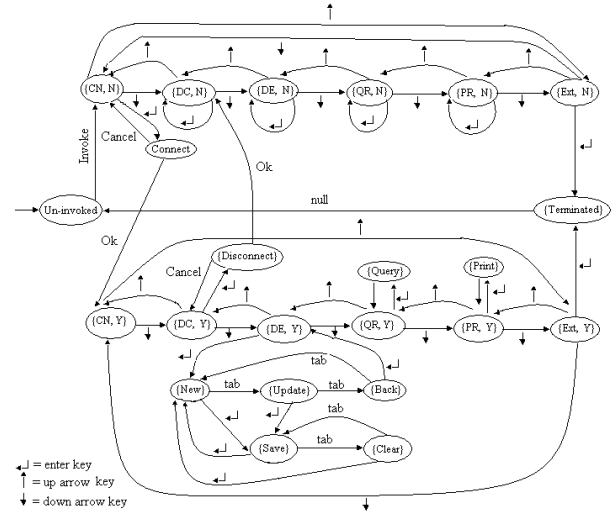 {CN, N}
{DC, N}
{DE, N}
{QR, N}
{PR, N}
{Ext, N}
Invoke
Cancel
Connect
Ok
Un-invoked
null
{Terminated}
Ok
{Disconnect}
Cancel
{Query}
{Print}
{CN, Y}
{DC, Y}
{DE, Y}
{QR, Y}
{PR, Y}
{Ext, Y}
tab
{New}
tab
{Update}
tab
{Back}
tab
{Save}
tab
{Clear}
= enter key
= up arrow key
= down arrow key